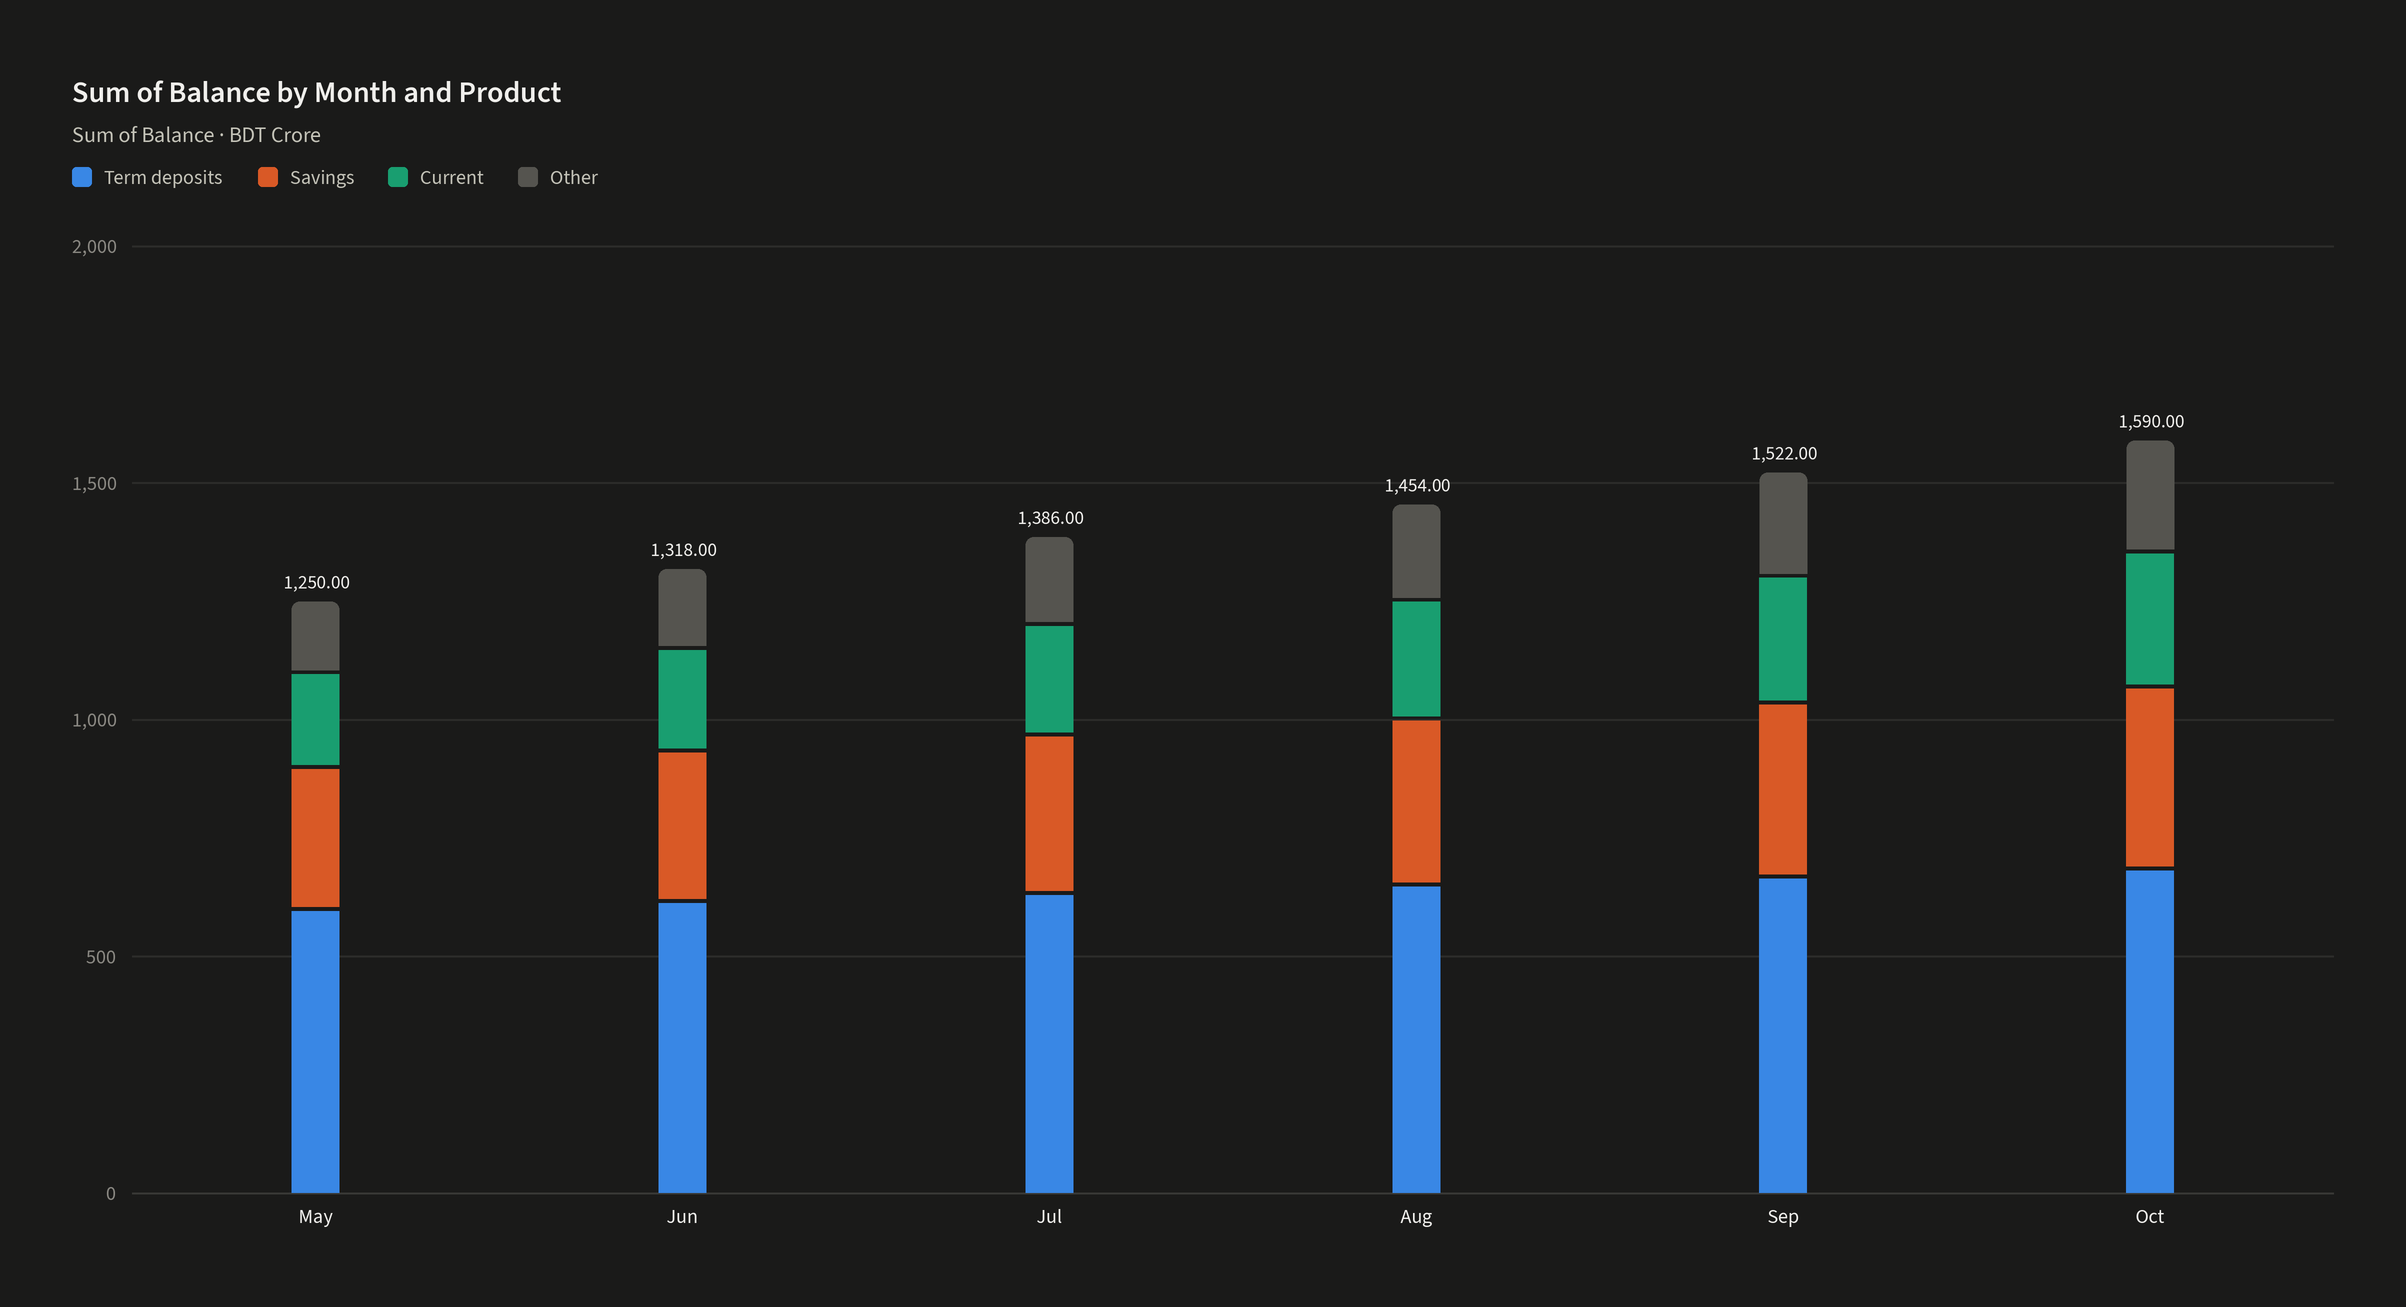 Sum of Balance by Month and Product
Sum of Balance · BDT Crore
Term deposits Savings Current Other
2,000
1,500
1,000
500
0
1,250.00
1,318.00
1,386.00
1,454.00
1,522.00
1,590.00
May Jun Jul Aug Sep Oct